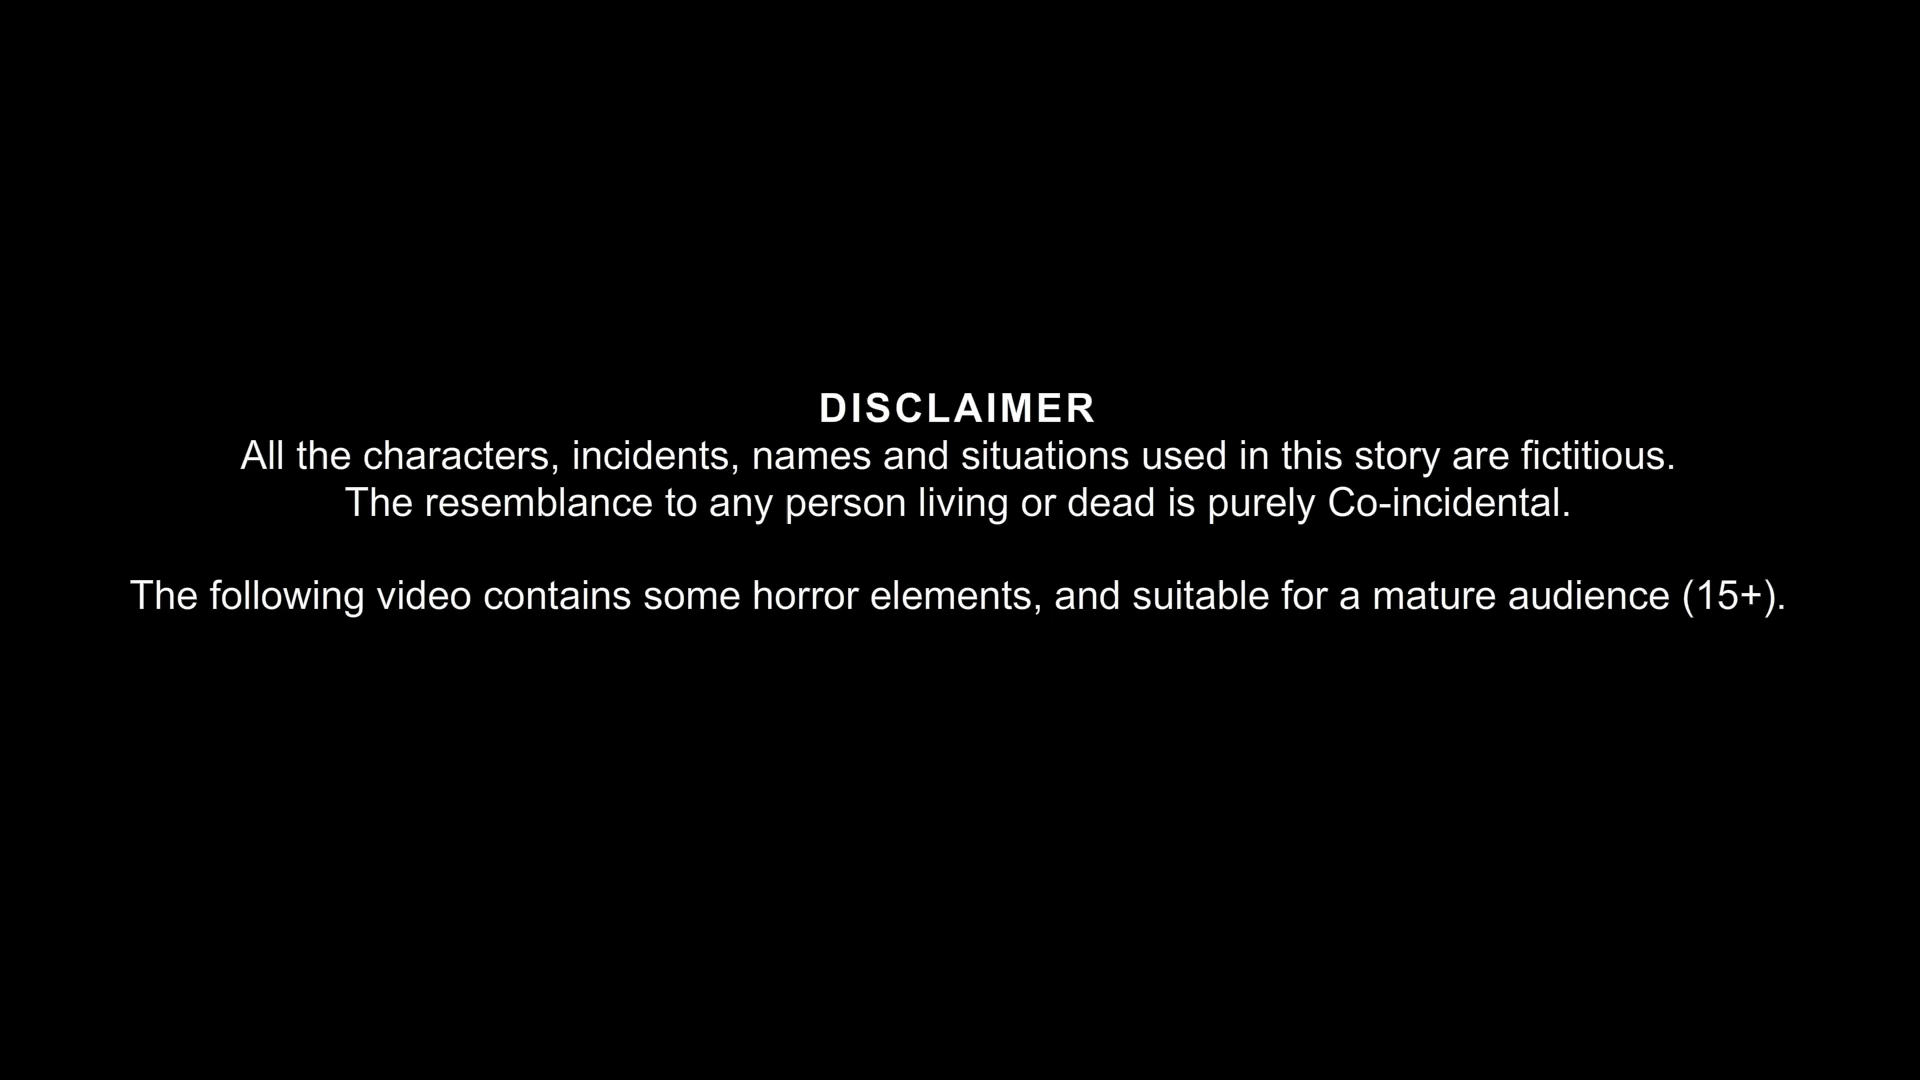 DISCLAIMER
All the characters, incidents, names and situations used in this story are fictitious.
The resemblance to any person living or dead is purely Co-incidental.
The following video contains some horror elements, and suitable for a mature audience (15+).